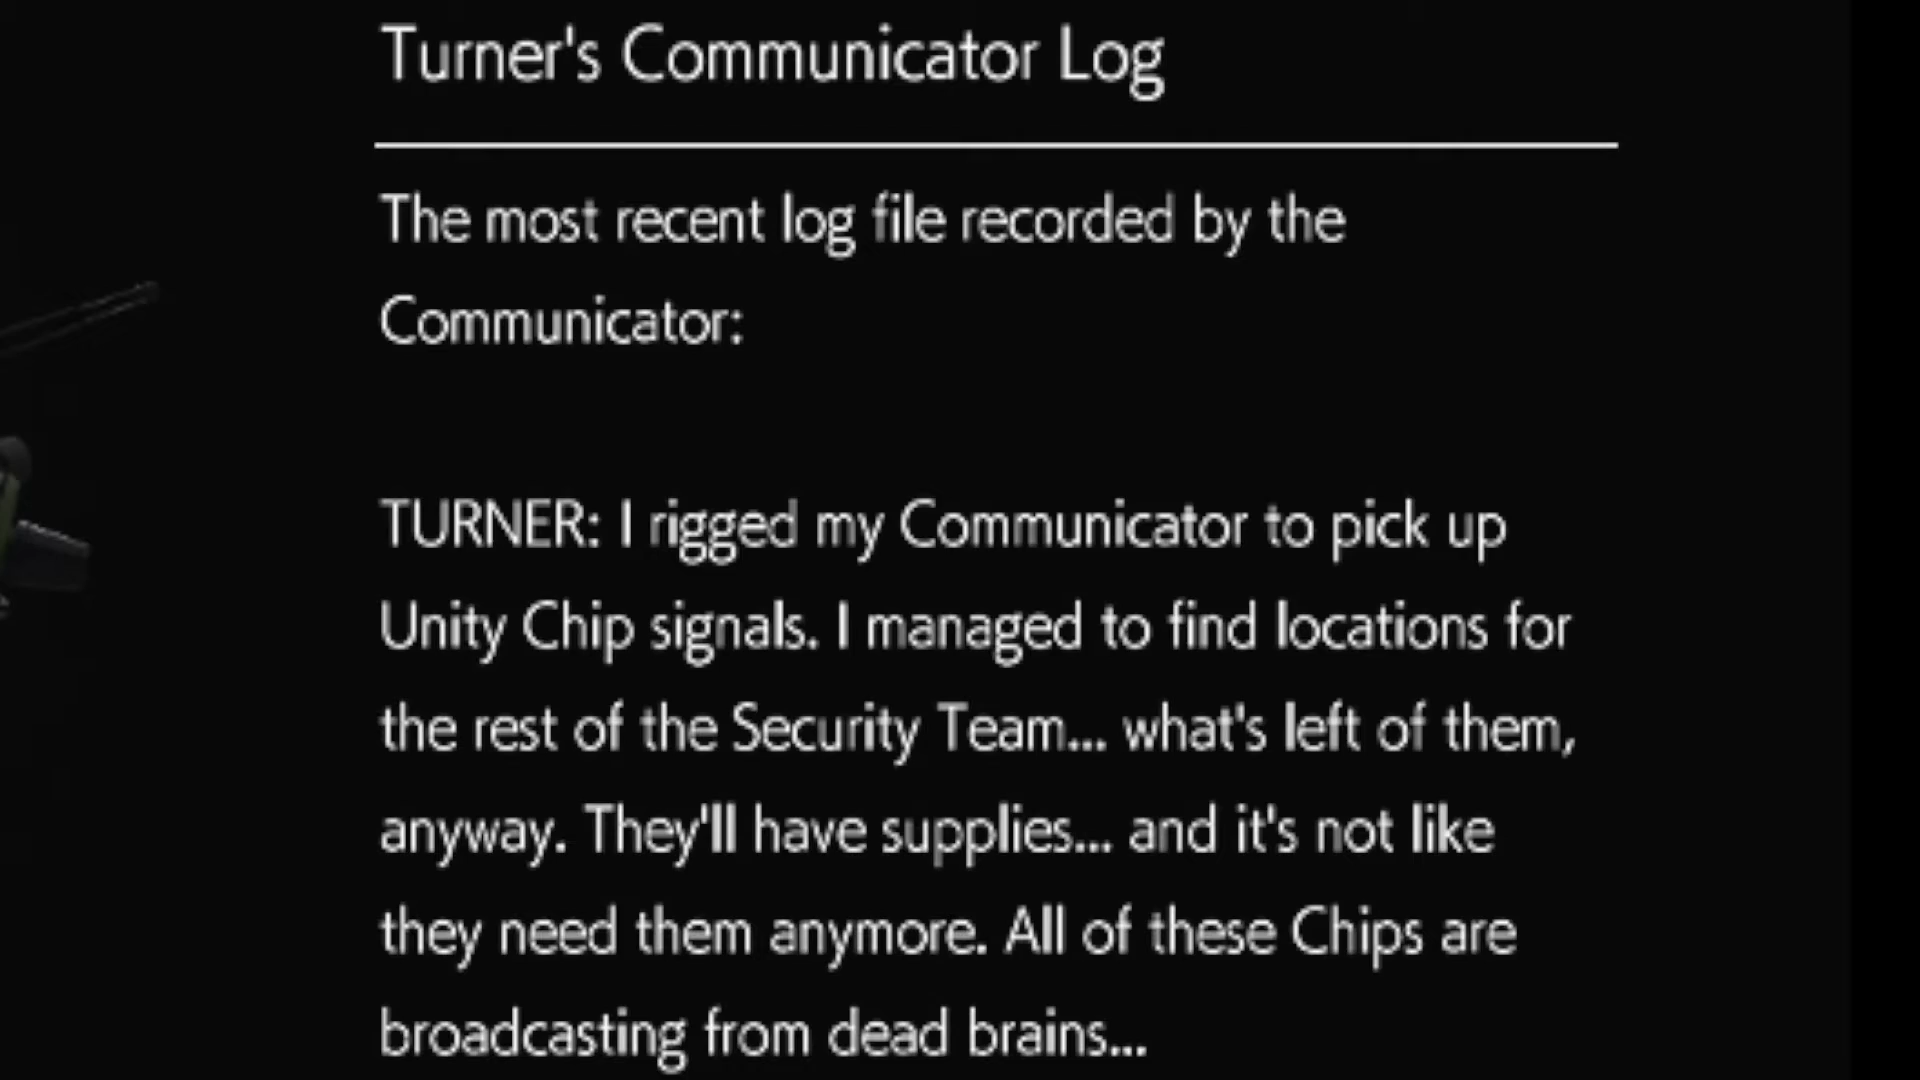 Turner's Communicator Log
The most recent log file recorded by the
Communicator:
TURNER: I rigged my Communicator to pick up
Unity Chip signals. I managed to find locations for
the rest of the Security Team... what's left of them,
anyway. They'll have supplies... and it's not like
they need them anymore. All of these Chips are
broadcasting from dead brains...